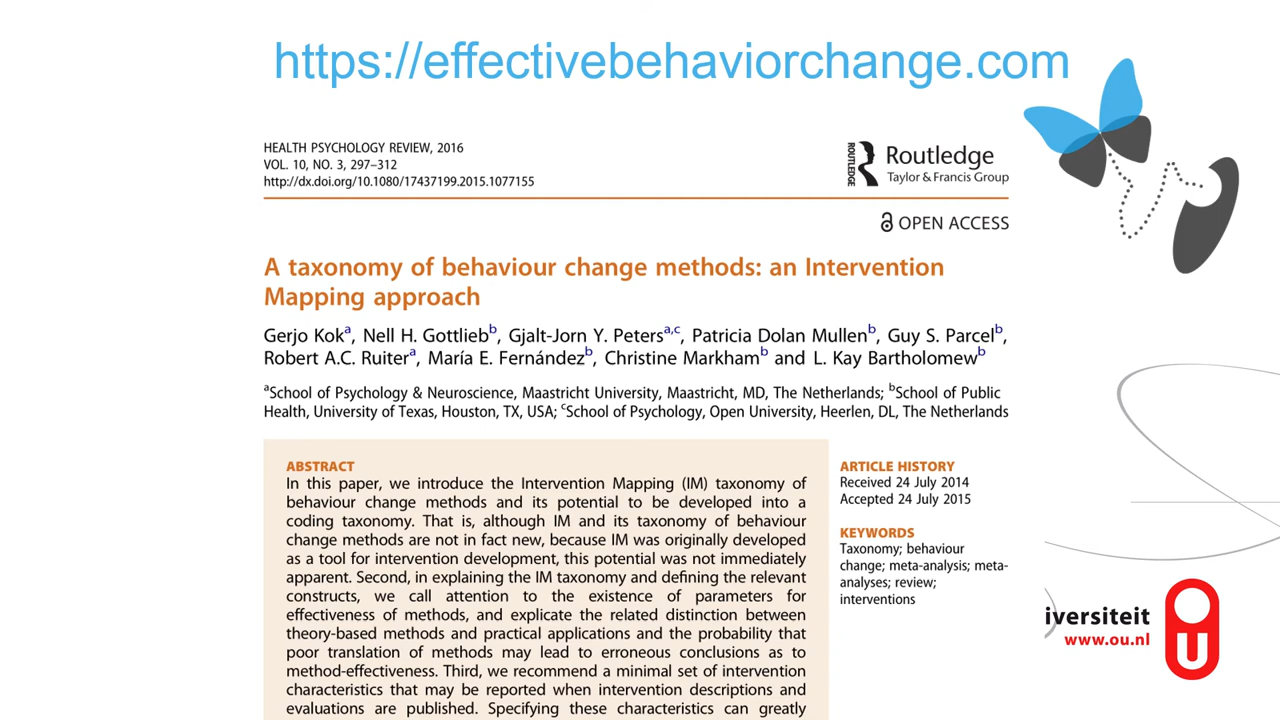 https://effectivebehaviorchange.com
HEALTH PSYCHOLOGY REVIEW, 2016
VOL. 10, NO. 3, 297–312
http://dx.doi.org/10.1080/17437199.2015.1077155
ROUTLEDGE
Routledge
Taylor & Francis Group
OPEN ACCESS
A taxonomy of behaviour change methods: an Intervention
Mapping approach
Gerjo Kokᵃ, Nell H. Gottliebᵇ, Gjalt-Jorn Y. Petersᵃ,ᶜ, Patricia Dolan Mullenᵇ, Guy S. Parcelᵇ,
Robert A.C. Ruiterᵃ, María E. Fernándezᵇ, Christine Markhamᵇ and L. Kay Bartholomewᵇ
ᵃSchool of Psychology & Neuroscience, Maastricht University, Maastricht, MD, The Netherlands; ᵇSchool of Public
Health, University of Texas, Houston, TX, USA; ᶜSchool of Psychology, Open University, Heerlen, DL, The Netherlands
ABSTRACT
In this paper, we introduce the Intervention Mapping (IM) taxonomy of
behaviour change methods and its potential to be developed into a
coding taxonomy. That is, although IM and its taxonomy of behaviour
change methods are not in fact new, because IM was originally developed
as a tool for intervention development, this potential was not immediately
apparent. Second, in explaining the IM taxonomy and defining the relevant
constructs, we call attention to the existence of parameters for
effectiveness of methods, and explicate the related distinction between
theory-based methods and practical applications and the probability that
poor translation of methods may lead to erroneous conclusions as to
method-effectiveness. Third, we recommend a minimal set of intervention
characteristics that may be reported when intervention descriptions and
evaluations are published. Specifying these characteristics can greatly
ARTICLE HISTORY
Received 24 July 2014
Accepted 24 July 2015
KEYWORDS
Taxonomy; behaviour
change; meta-analysis; meta-
analyses; review;
interventions
iversiteit
www.ou.nl
U